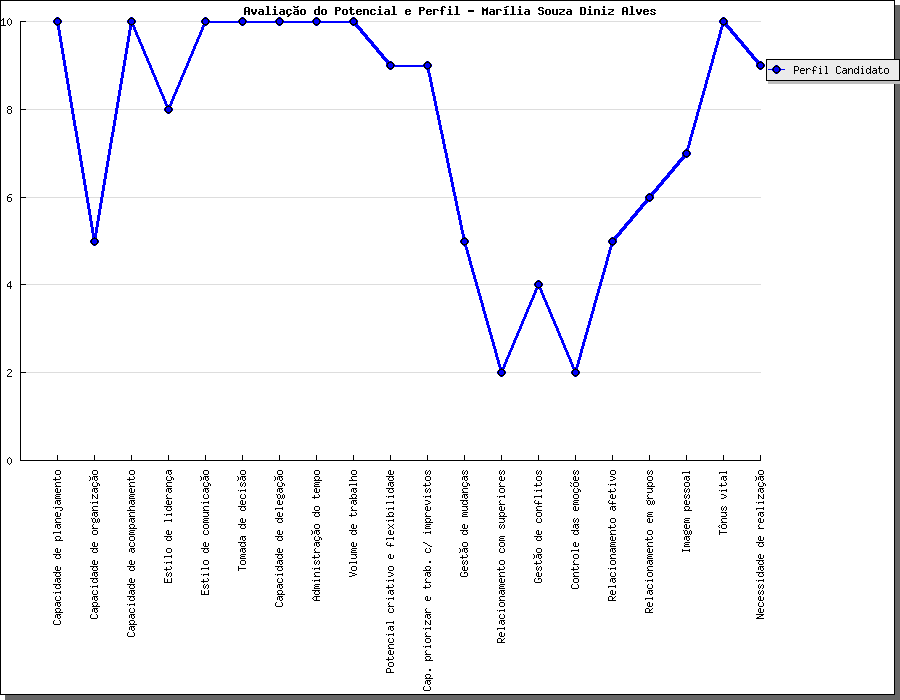 Avaliação do Potencial e Perfil - Marília Souza Diniz Alves
10
8
6
4
2
0
Perfil Candidato
Capacidade de planejamento
Capacidade de organização
Capacidade de acompanhamento
Estilo de liderança
Estilo de comunicação
Tomada de decisão
Capacidade de delegação
Administração do tempo
Volume de trabalho
Potencial criativo e flexibilidade
Cap. priorizar e trab. c/ imprevistos
Gestão de mudanças
Relacionamento com superiores
Gestão de conflitos
Controle das emoções
Relacionamento afetivo
Relacionamento em grupos
Imagem pessoal
Tônus vital
Necessidade de realização